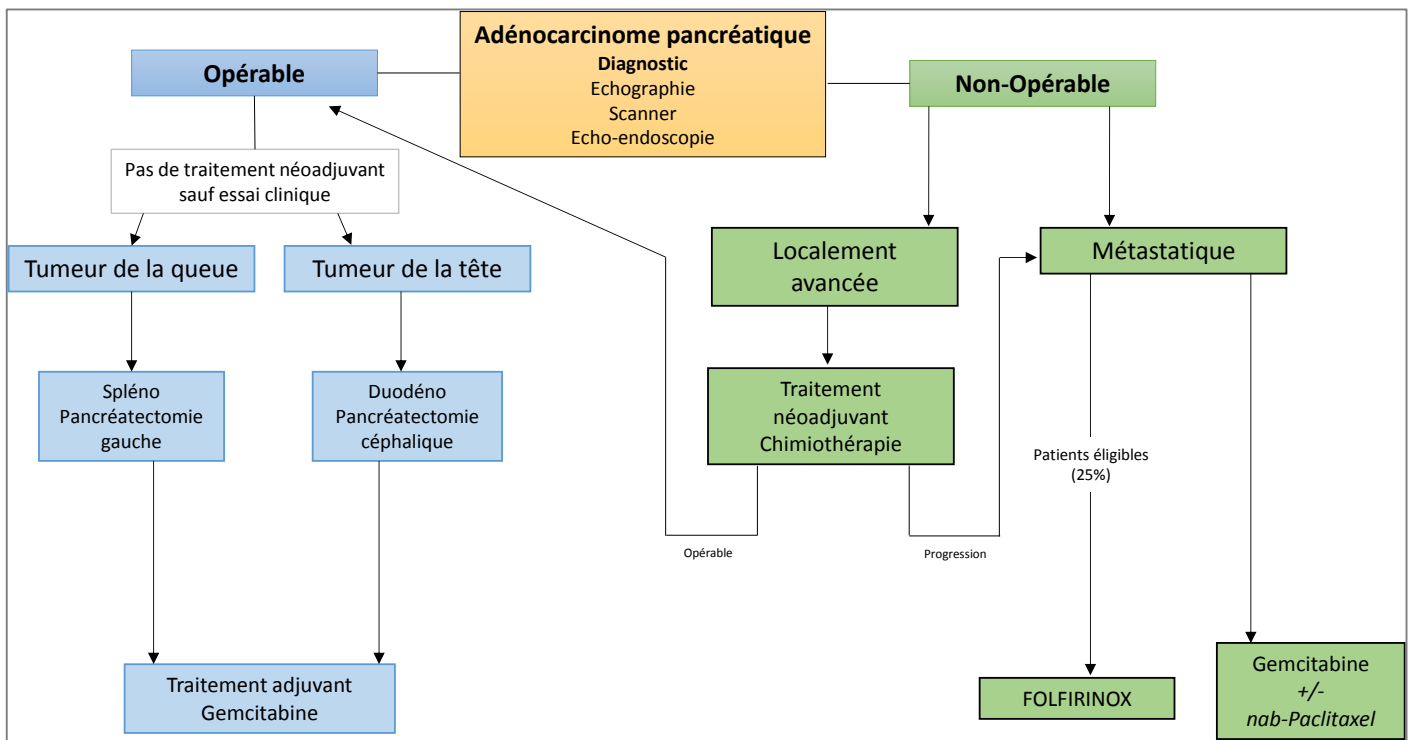 Adénocarcinome pancréatique
Diagnostic
Echographie
Scanner
Echo-endoscopie
Opérable
Non-Opérable
Pas de traitement néoadjuvant
sauf essai clinique
Tumeur de la queue
Tumeur de la tête
Localement
avancée
Métastatique
Spléno
Pancréatectomie
gauche
Duodéno
Pancréatectomie
céphalique
Traitement
néoadjuvant
Chimiothérapie
Patients éligibles
(25%)
Opérable
Progression
Traitement adjuvant
Gemcitabine
FOLFIRINOX
Gemcitabine
+/-
nab-Paclitaxel